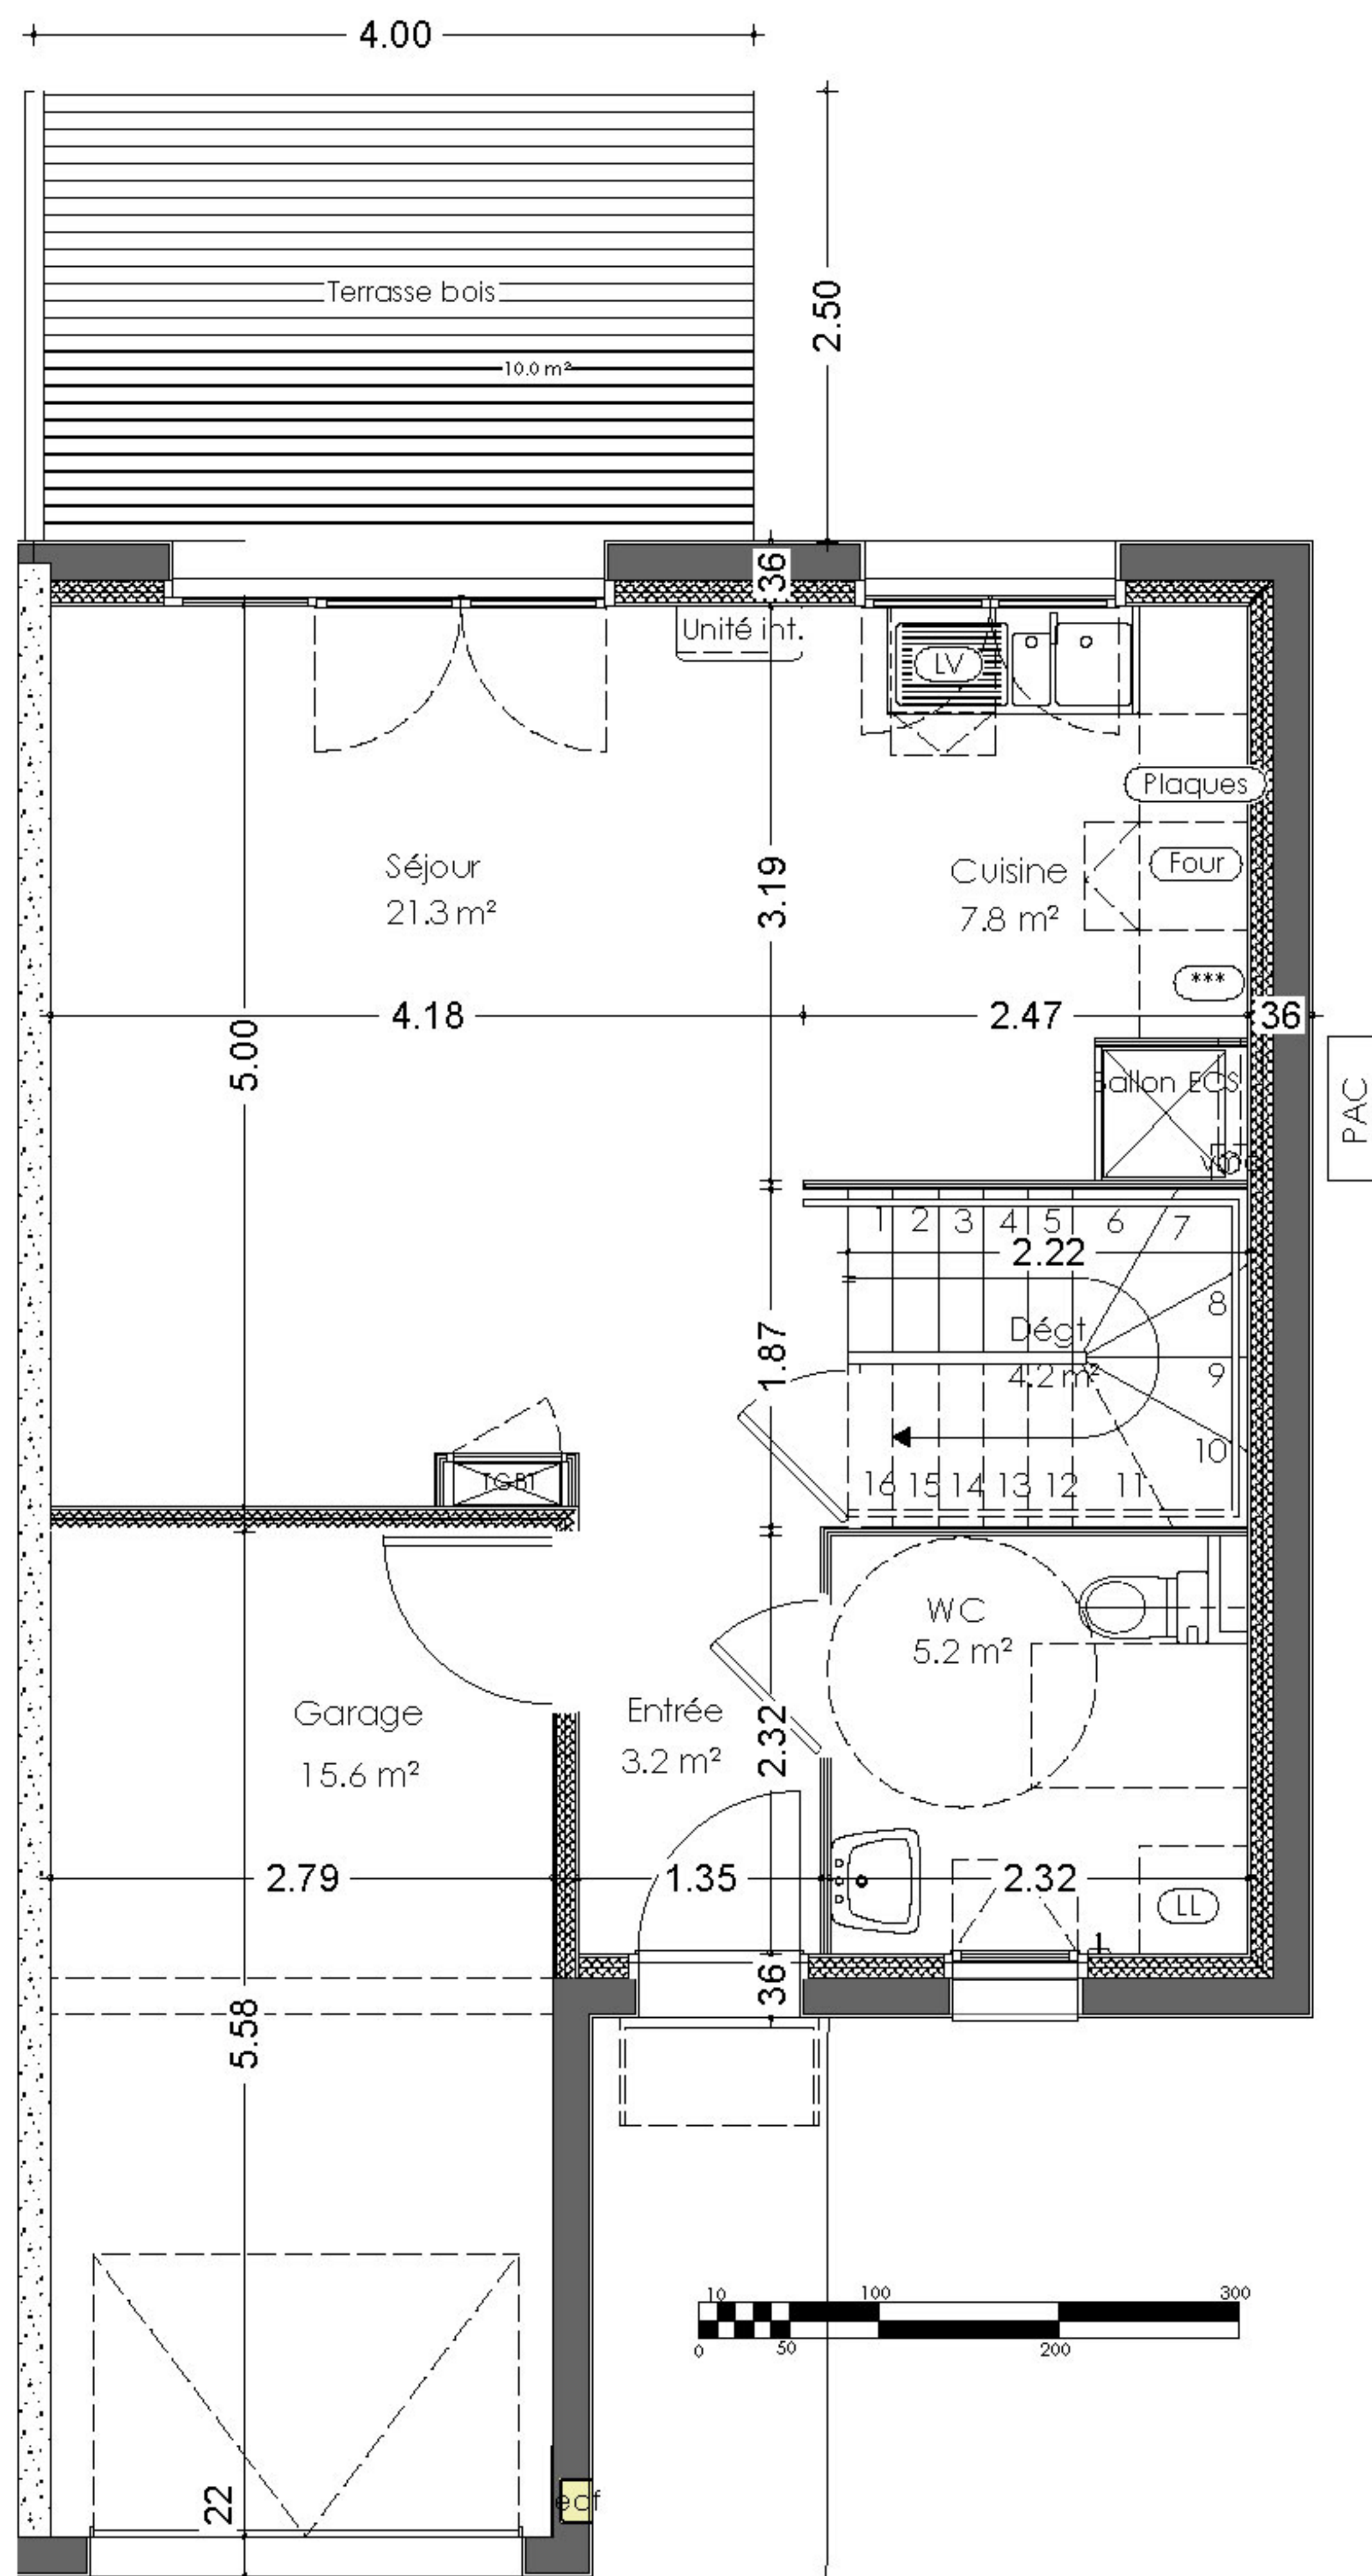 4.00
2.50
Terrasse bois
10.0 m²
36
Unité int.
LV
Plaques
Séjour
21.3 m²
3.19
Cuisine
7.8 m²
Four
***
5.00
4.18
2.47
36
Ballon ECS
PAC
1 2 3 4 5 6 7
2.22
8
Dégt
4.2 m²
1.87
9
10
TGBT
16 15 14 13 12 11
WC
5.2 m²
Garage
15.6 m²
Entrée
3.2 m²
2.32
2.79
1.35
2.32
LL
1
36
5.58
10 100 300
0 50 200
22
edf